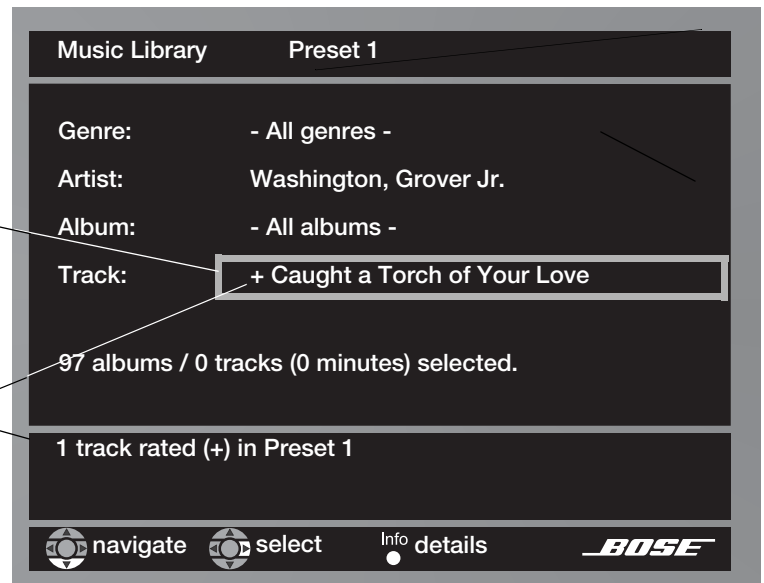 Music Library Preset 1
Genre: - All genres -
Artist: Washington, Grover Jr.
Album: - All albums -
Track: + Caught a Torch of Your Love
97 albums / 0 tracks (0 minutes) selected.
1 track rated (+) in Preset 1
navigate select Info details BOSE